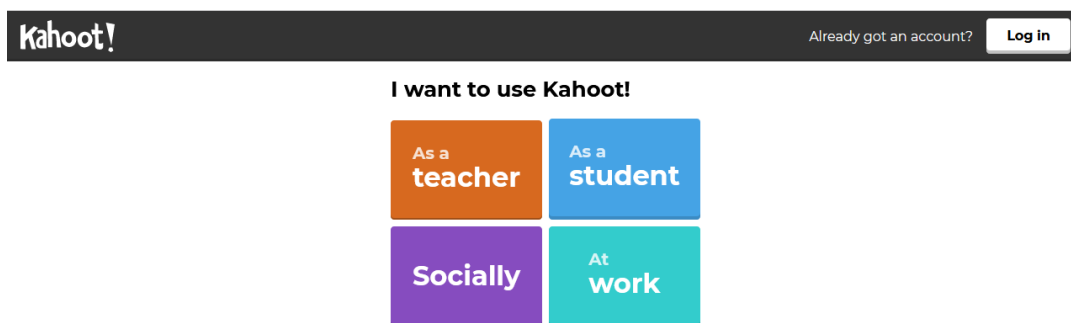 Kahoot!
Already got an account?
Log in
I want to use Kahoot!
As a
teacher
As a
student
Socially
At
work